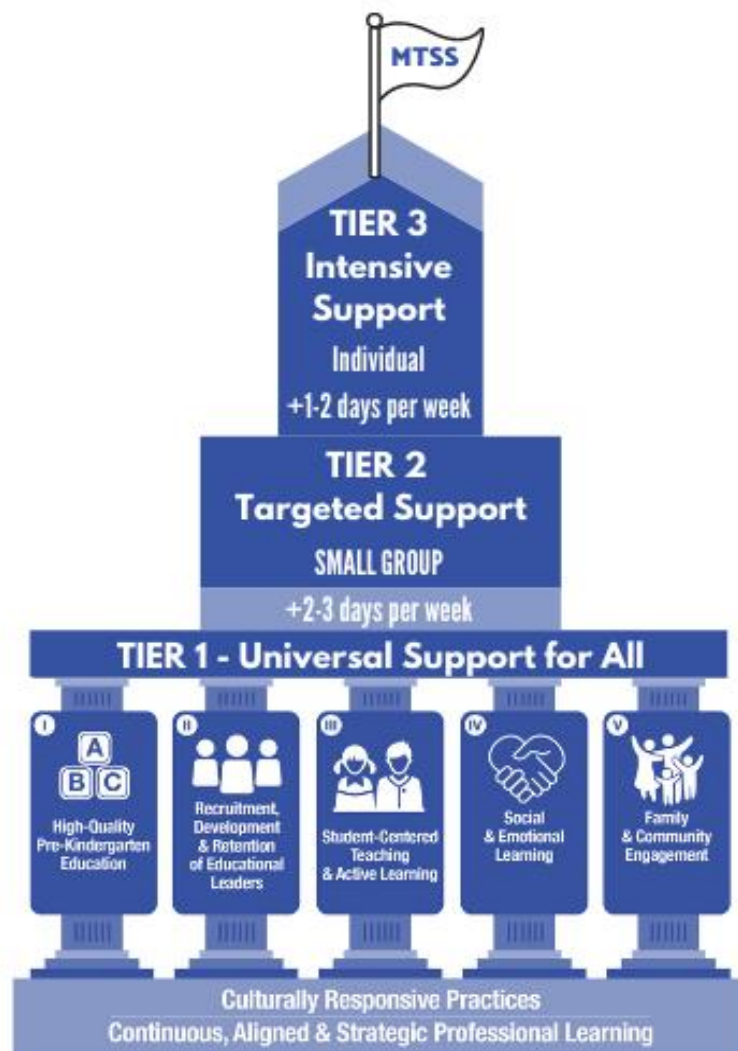 MTSS
TIER 3
Intensive
Support
Individual
+1-2 days per week
TIER 2
Targeted Support
SMALL GROUP
+2-3 days per week
TIER 1 - Universal Support for All
I
A
B C
High-Quality
Pre-Kindergarten
Education
II
Recruitment,
Development
& Retention
of Educational
Leaders
III
Student-Centered
Teaching
& Active Learning
IV
Social
& Emotional
Learning
V
Family
& Community
Engagement
Culturally Responsive Practices
Continuous, Aligned & Strategic Professional Learning